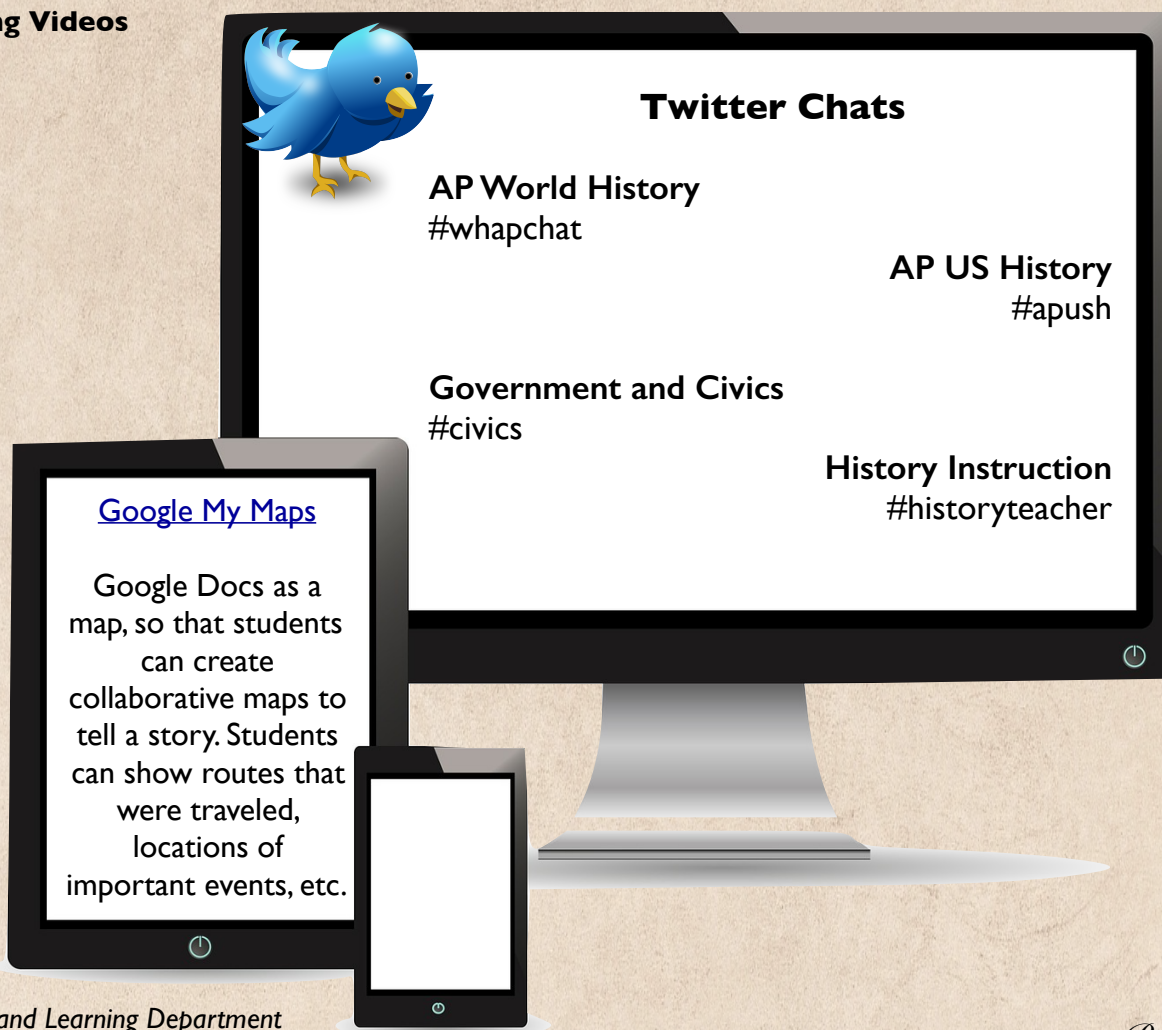 ng Videos
Twitter Chats
AP World History
#whapchat
AP US History
#apush
Government and Civics
#civics
History Instruction
#historyteacher
Google My Maps
Google Docs as a
map, so that students
can create
collaborative maps to
tell a story. Students
can show routes that
were traveled,
locations of
important events, etc.
and Learning Department